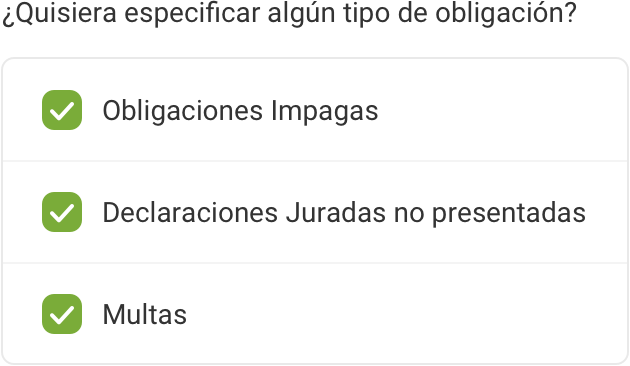 ¿Quisiera especificar algún tipo de obligación?
Obligaciones Impagas
Declaraciones Juradas no presentadas
Multas